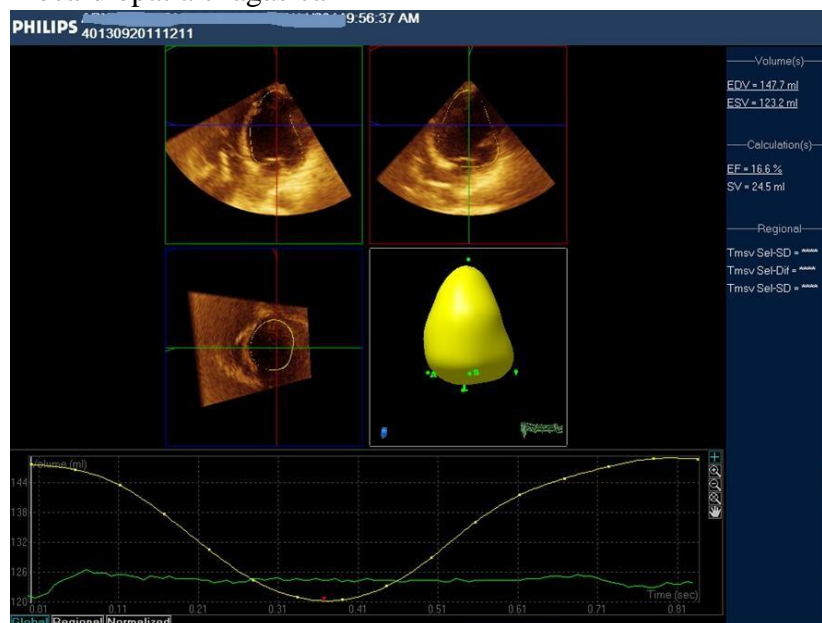 PHILIPS
9:56:37 AM
40130920111211
Volume(s)
EDV = 147.7 ml
ESV = 123.2 ml
Calculation(s)
EF = 16.6 %
SV = 24.5 ml
Regional
Tmsv Sel-SD = ****
Tmsv Sel-Dif = ****
Tmsv Sel-SD = ****
A
S
Volume (ml)
144
138
132
126
120
0.01 0.11 0.21 0.31 0.41 0.51 0.61 0.71 0.81
Time (sec)
Global Regional Normalized